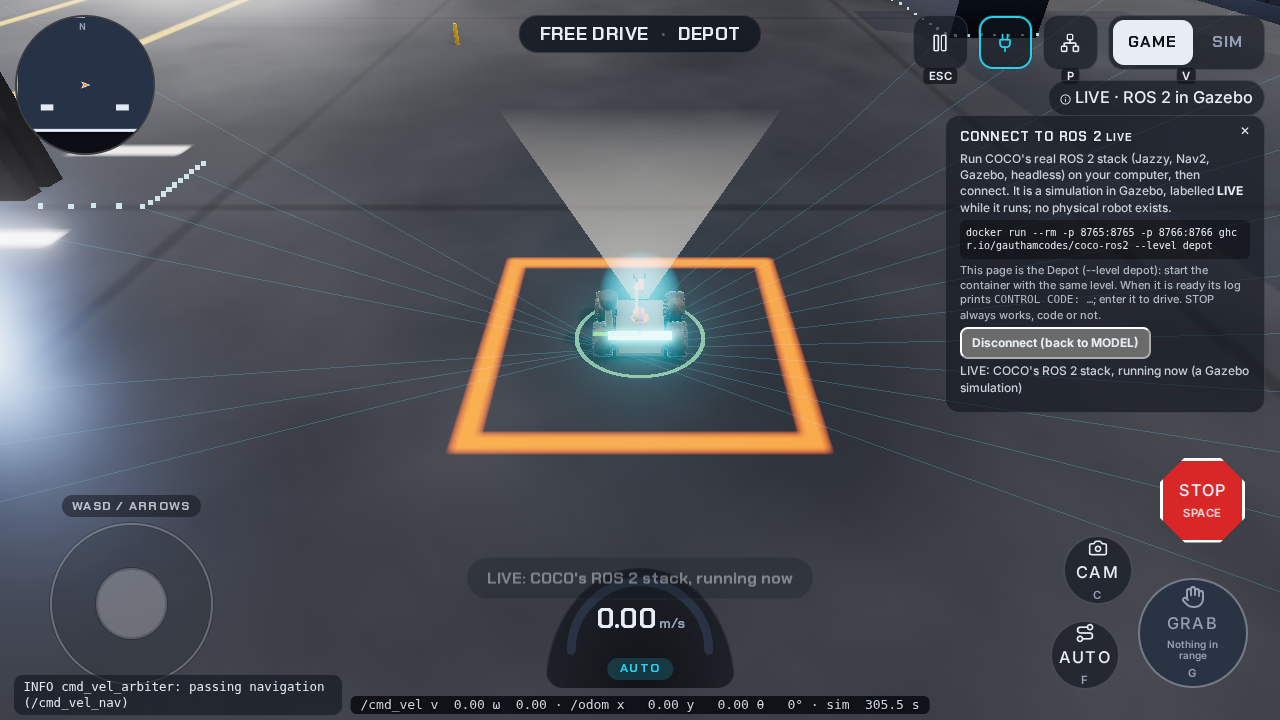 N
FREE DRIVE · DEPOT
ESC
P
GAME SIM
V
LIVE · ROS 2 in Gazebo
CONNECT TO ROS 2 LIVE
×
Run COCO's real ROS 2 stack (Jazzy, Nav2,
Gazebo, headless) on your computer, then
connect. It is a simulation in Gazebo, labelled LIVE
while it runs; no physical robot exists.
docker run --rm -p 8765:8765 -p 8766:8766 ghc
r.io/gauthamcodes/coco-ros2 --level depot
This page is the Depot (--level depot): start the
container with the same level. When it is ready its log
prints CONTROL CODE: …; enter it to drive. STOP
always works, code or not.
Disconnect (back to MODEL)
LIVE: COCO's ROS 2 stack, running now (a Gazebo
simulation)
STOP
SPACE
WASD / ARROWS
CAM
C
GRAB
Nothing in
range
G
AUTO
F
LIVE: COCO's ROS 2 stack, running now
0.00 m/s
AUTO
INFO cmd_vel_arbiter: passing navigation
(/cmd_vel_nav)
/cmd_vel v 0.00 ω 0.00 · /odom x 0.00 y 0.00 θ 0° · sim 305.5 s